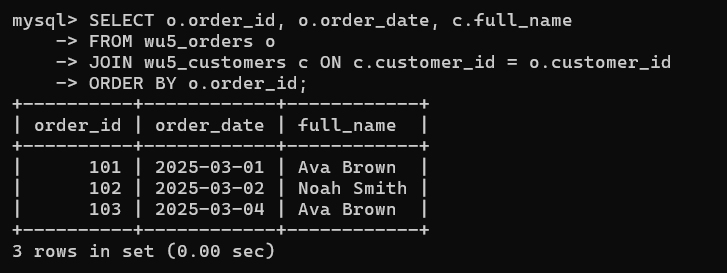 mysql> SELECT o.order_id, o.order_date, c.full_name
    -> FROM wu5_orders o
    -> JOIN wu5_customers c ON c.customer_id = o.customer_id
    -> ORDER BY o.order_id;
+----------+------------+------------+
| order_id | order_date | full_name  |
+----------+------------+------------+
|      101 | 2025-03-01 | Ava Brown  |
|      102 | 2025-03-02 | Noah Smith |
|      103 | 2025-03-04 | Ava Brown  |
+----------+------------+------------+
3 rows in set (0.00 sec)